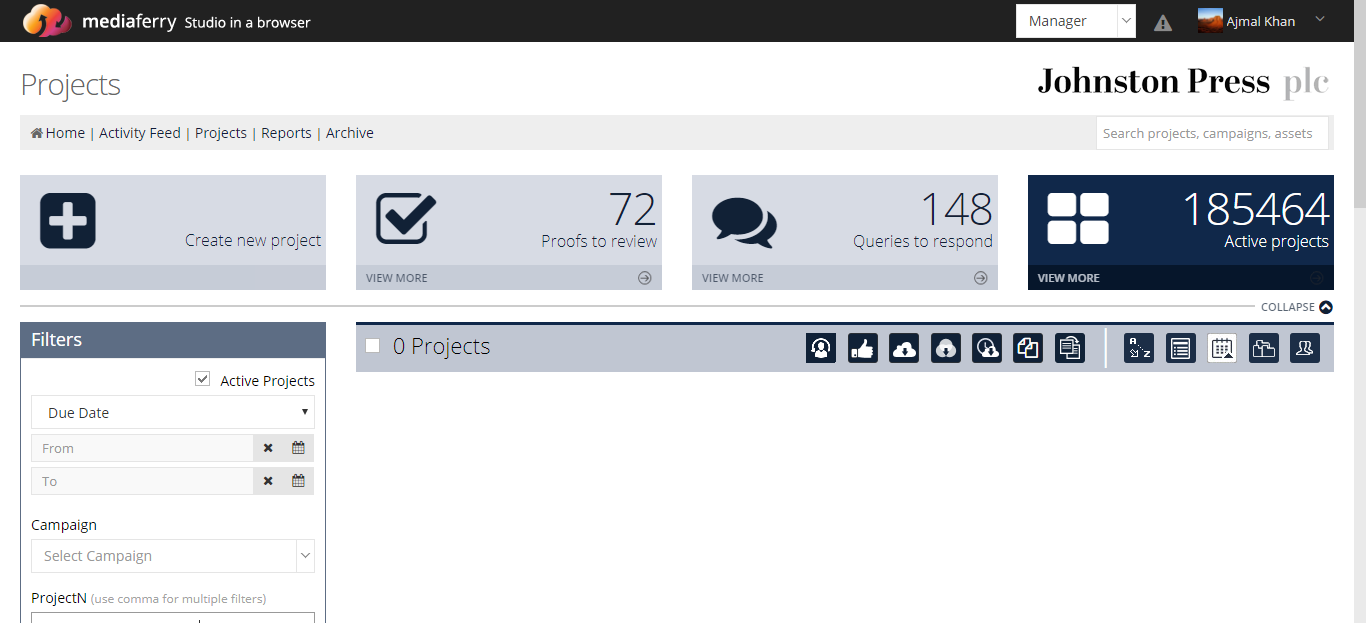 mediaferry Studio in a browser
Manager
Ajmal Khan
Projects
Johnston Press plc
Home | Activity Feed | Projects | Reports | Archive
Search projects, campaigns, assets
Create new project
72
Proofs to review
VIEW MORE
148
Queries to respond
VIEW MORE
185464
Active projects
VIEW MORE
COLLAPSE
Filters
Active Projects
Due Date
From
To
Campaign
Select Campaign
ProjectN (use comma for multiple filters)
0 Projects
A
Z